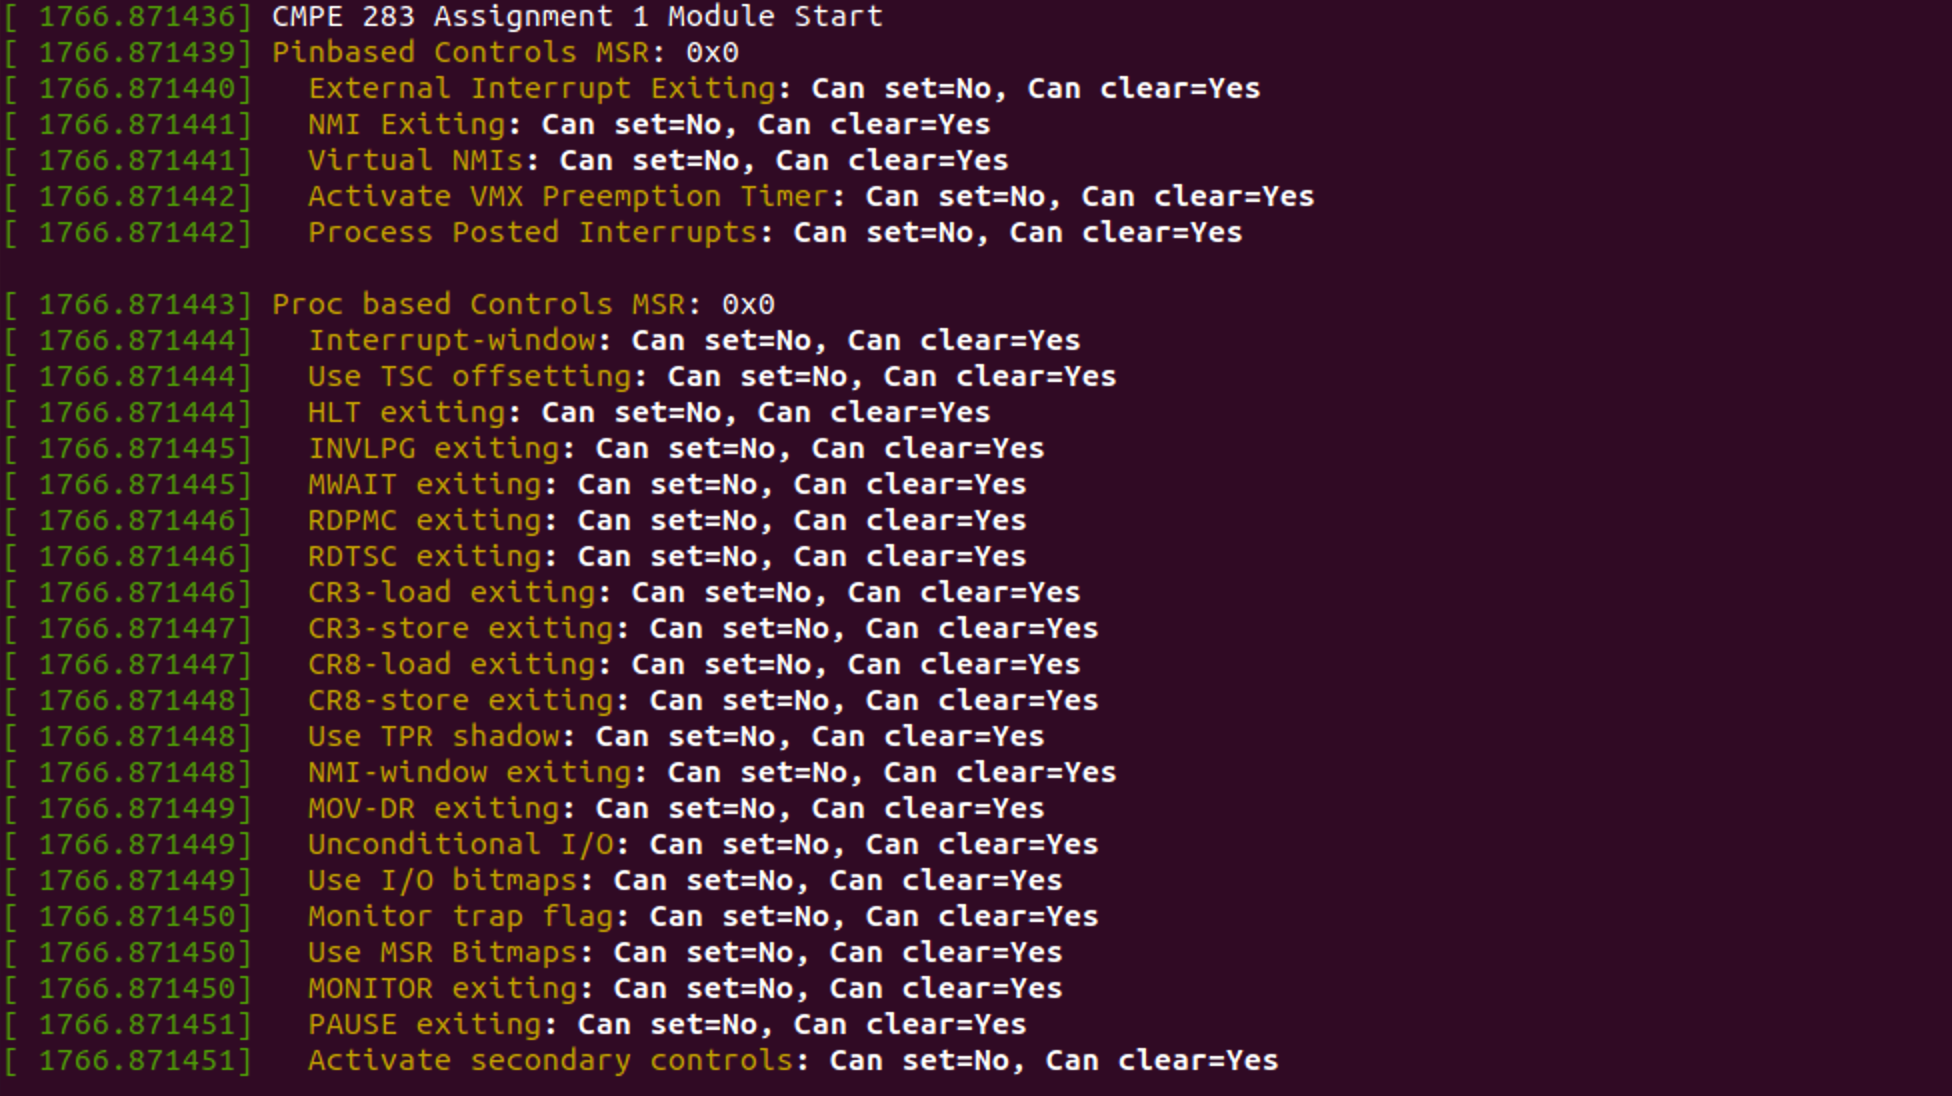 [ 1766.871436] CMPE 283 Assignment 1 Module Start
[ 1766.871439] Pinbased Controls MSR: 0x0
[ 1766.871440]   External Interrupt Exiting: Can set=No, Can clear=Yes
[ 1766.871441]   NMI Exiting: Can set=No, Can clear=Yes
[ 1766.871441]   Virtual NMIs: Can set=No, Can clear=Yes
[ 1766.871442]   Activate VMX Preemption Timer: Can set=No, Can clear=Yes
[ 1766.871442]   Process Posted Interrupts: Can set=No, Can clear=Yes

[ 1766.871443] Proc based Controls MSR: 0x0
[ 1766.871444]   Interrupt-window: Can set=No, Can clear=Yes
[ 1766.871444]   Use TSC offsetting: Can set=No, Can clear=Yes
[ 1766.871444]   HLT exiting: Can set=No, Can clear=Yes
[ 1766.871445]   INVLPG exiting: Can set=No, Can clear=Yes
[ 1766.871445]   MWAIT exiting: Can set=No, Can clear=Yes
[ 1766.871446]   RDPMC exiting: Can set=No, Can clear=Yes
[ 1766.871446]   RDTSC exiting: Can set=No, Can clear=Yes
[ 1766.871446]   CR3-load exiting: Can set=No, Can clear=Yes
[ 1766.871447]   CR3-store exiting: Can set=No, Can clear=Yes
[ 1766.871447]   CR8-load exiting: Can set=No, Can clear=Yes
[ 1766.871448]   CR8-store exiting: Can set=No, Can clear=Yes
[ 1766.871448]   Use TPR shadow: Can set=No, Can clear=Yes
[ 1766.871448]   NMI-window exiting: Can set=No, Can clear=Yes
[ 1766.871449]   MOV-DR exiting: Can set=No, Can clear=Yes
[ 1766.871449]   Unconditional I/O: Can set=No, Can clear=Yes
[ 1766.871449]   Use I/O bitmaps: Can set=No, Can clear=Yes
[ 1766.871450]   Monitor trap flag: Can set=No, Can clear=Yes
[ 1766.871450]   Use MSR Bitmaps: Can set=No, Can clear=Yes
[ 1766.871450]   MONITOR exiting: Can set=No, Can clear=Yes
[ 1766.871451]   PAUSE exiting: Can set=No, Can clear=Yes
[ 1766.871451]   Activate secondary controls: Can set=No, Can clear=Yes